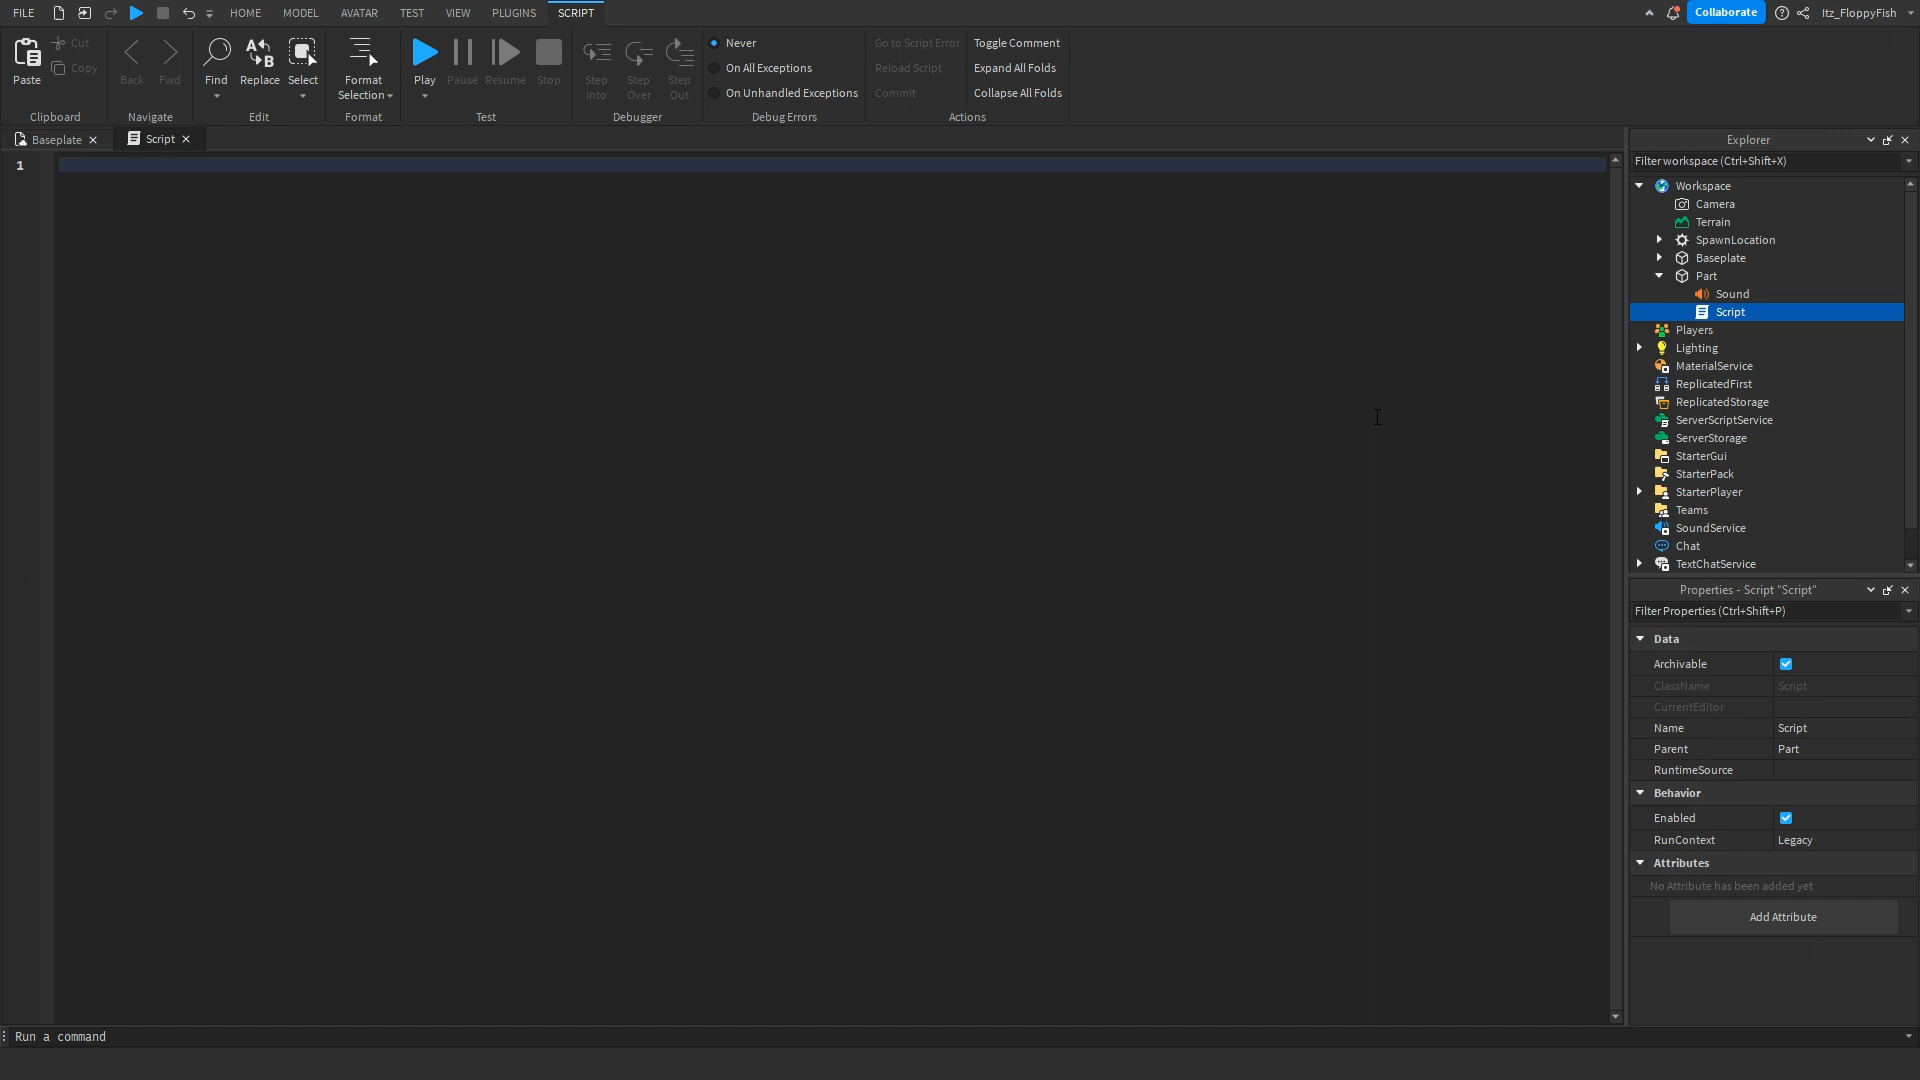 FILE HOME MODEL AVATAR TEST VIEW PLUGINS SCRIPT Collaborate Itz_FloppyFish
Paste Cut Copy
Clipboard
Back Fwd
Navigate
Find Replace Select
Edit
Format Selection
Format
Play Pause Resume Stop
Test
Step Into Step Over Step Out
Debugger
Never
On All Exceptions
On Unhandled Exceptions
Debug Errors
Go to Script Error Toggle Comment
Reload Script Expand All Folds
Commit Collapse All Folds
Actions
Baseplate Script
1
Explorer
Filter workspace (Ctrl+Shift+X)
Workspace
Camera
Terrain
SpawnLocation
Baseplate
Part
Sound
Script
Players
Lighting
MaterialService
ReplicatedFirst
ReplicatedStorage
ServerScriptService
ServerStorage
StarterGui
StarterPack
StarterPlayer
Teams
SoundService
Chat
TextChatService
Properties - Script "Script"
Filter Properties (Ctrl+Shift+P)
Data
Archivable
ClassName Script
CurrentEditor
Name Script
Parent Part
RuntimeSource
Behavior
Enabled
RunContext Legacy
Attributes
No Attribute has been added yet
Add Attribute
Run a command